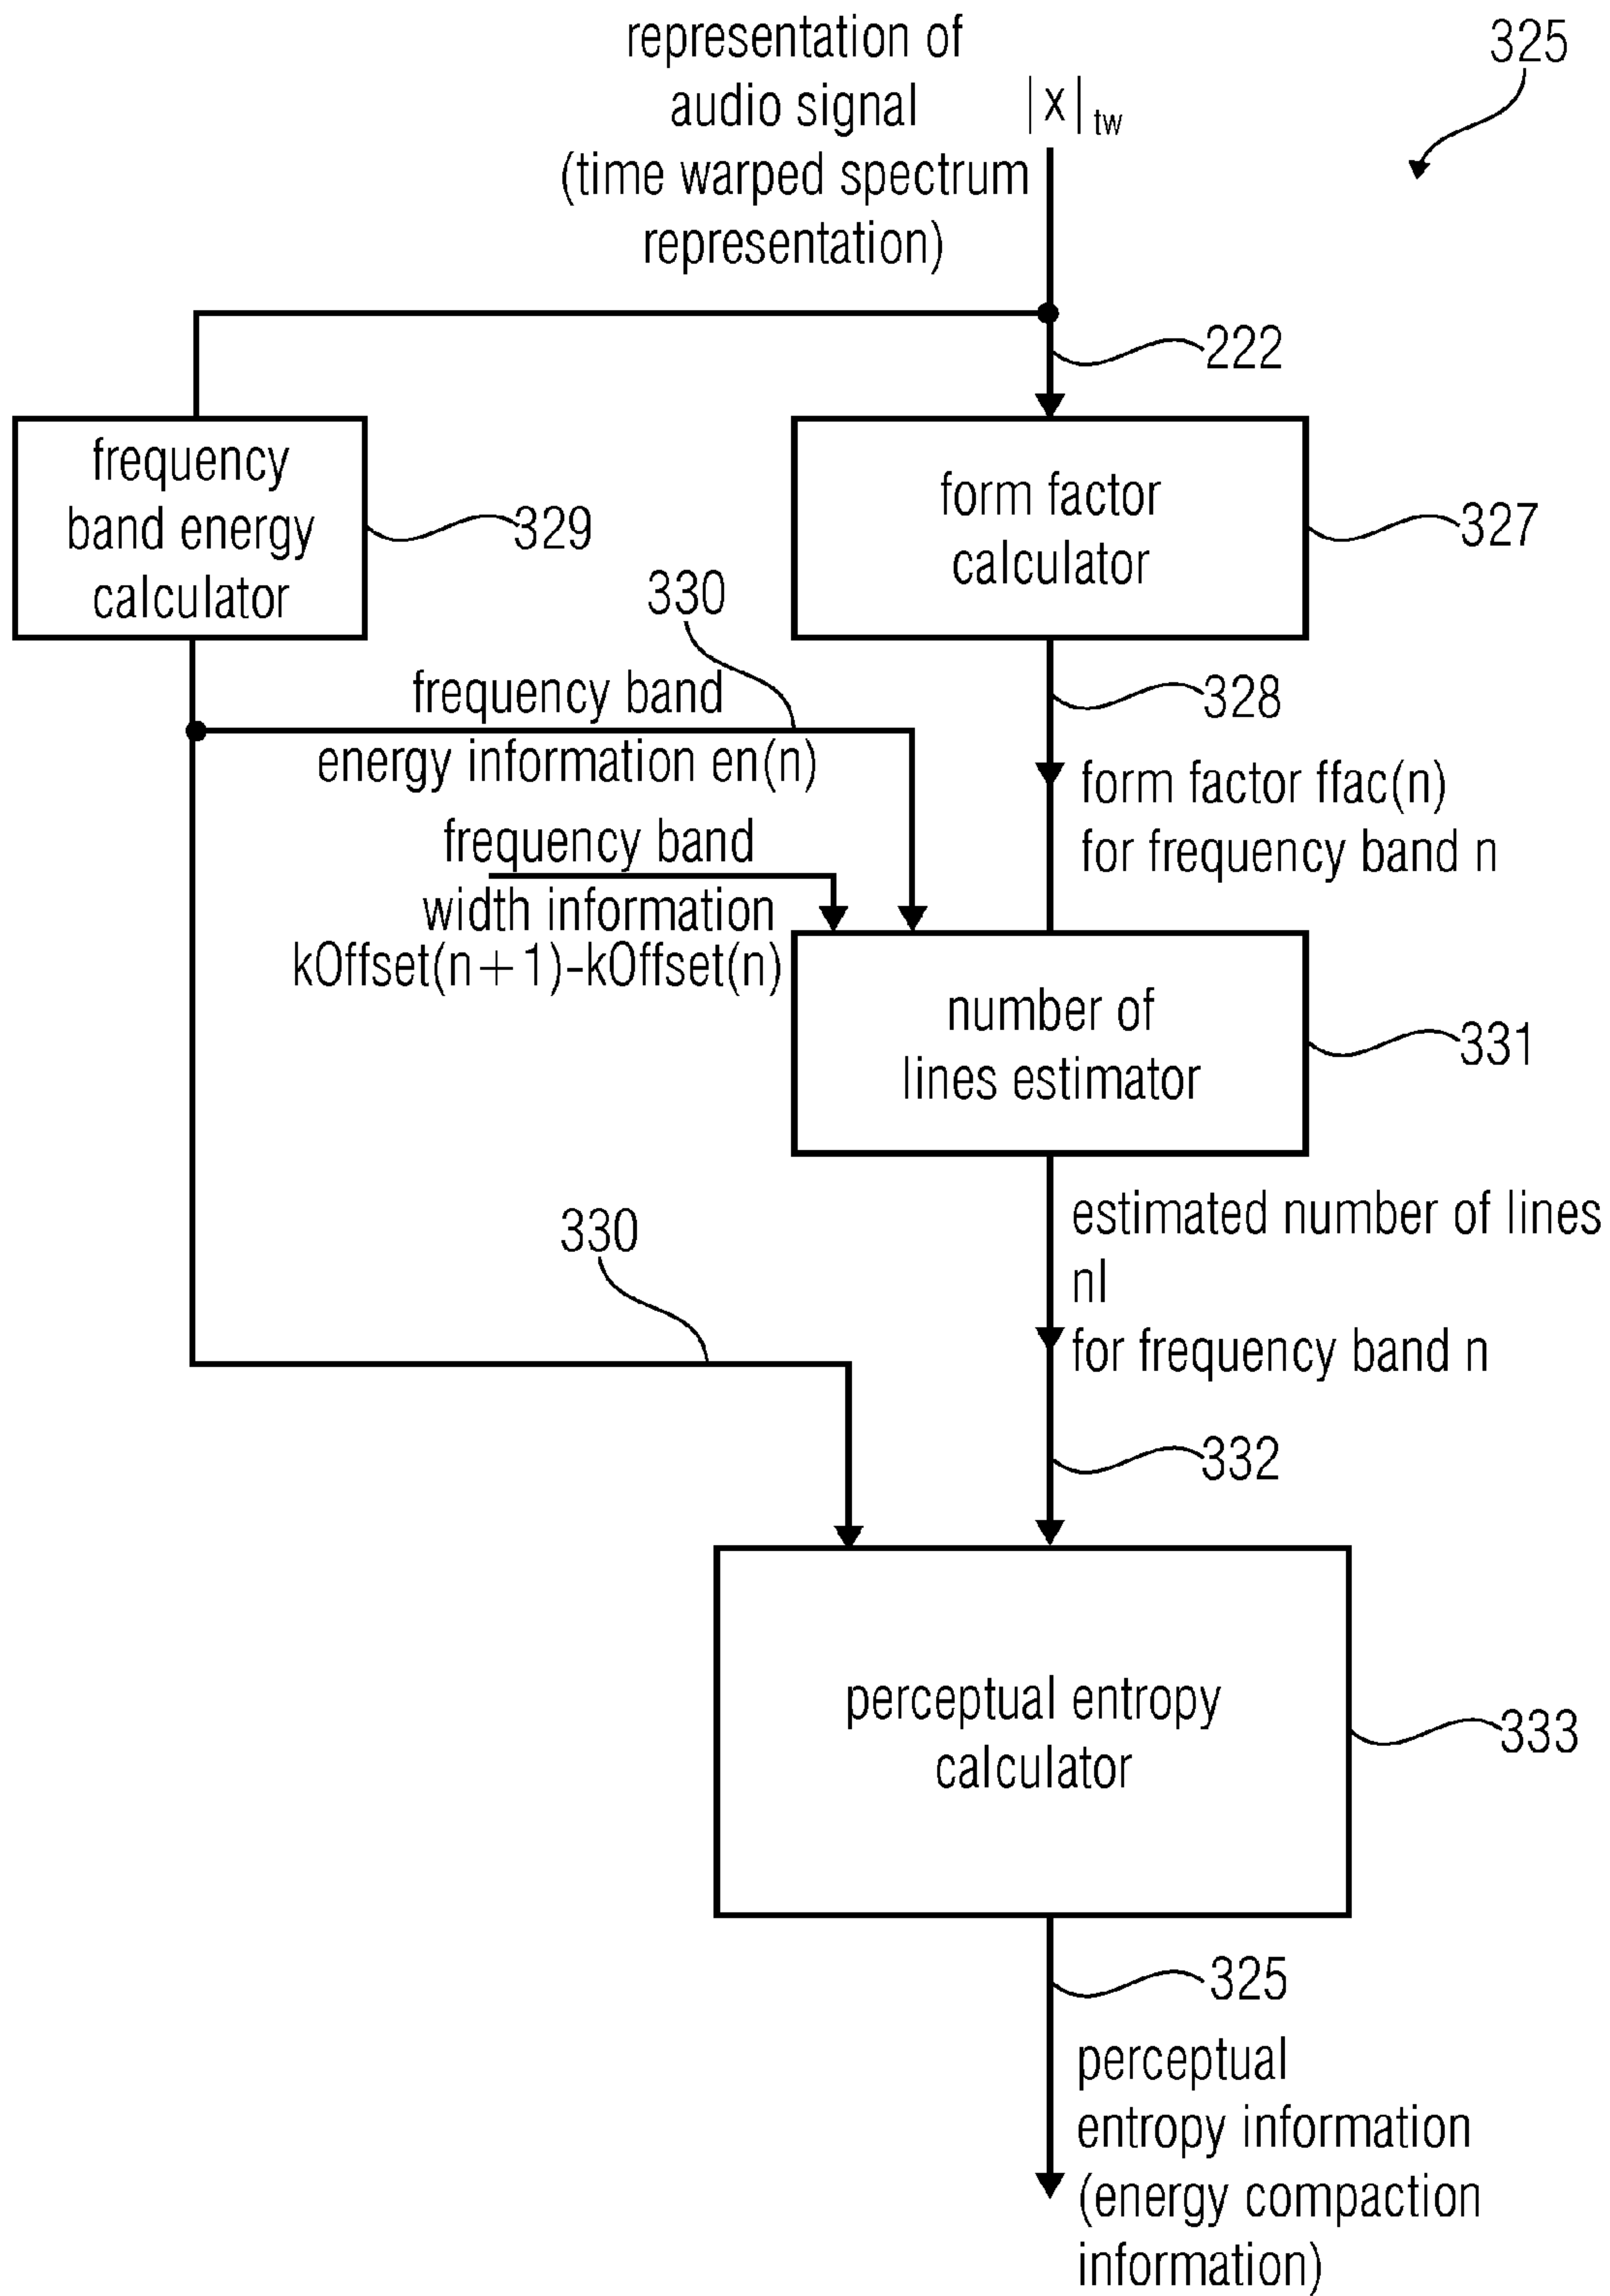 representation of
audio signal
(time warped spectrum
representation)
|x| tw
325
222
frequency
band energy
calculator
329
form factor
calculator
327
330
328
frequency band
energy information en(n)
form factor ffac(n)
for frequency band n
frequency band
width information
kOffset(n+1)-kOffset(n)
number of
lines estimator
331
estimated number of lines
nl
for frequency band n
330
332
perceptual entropy
calculator
333
325
perceptual
entropy information
(energy compaction
information)